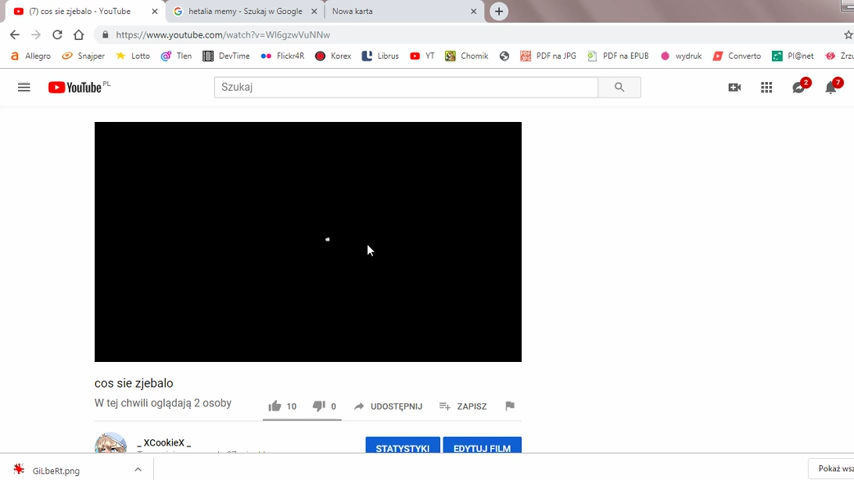 (7) cos sie zjebalo - YouTube
hetalia memy - Szukaj w Google
Nowa karta
https://www.youtube.com/watch?v=Wl6gzwVuNNw
Allegro Snajper Lotto Tlen DevTime Flickr4R Korex Librus YT Chomik PDF na JPG PDF na EPUB wydruk Converto Pl@net Zrzu
YouTube PL
Szukaj
2
7
cos sie zjebalo
W tej chwili oglądają 2 osoby
10 0 UDOSTĘPNIJ ZAPISZ
_ XCookieX _
STATYSTYKI EDYTUJ FILM
GiLbeRt.png
Pokaż wsz